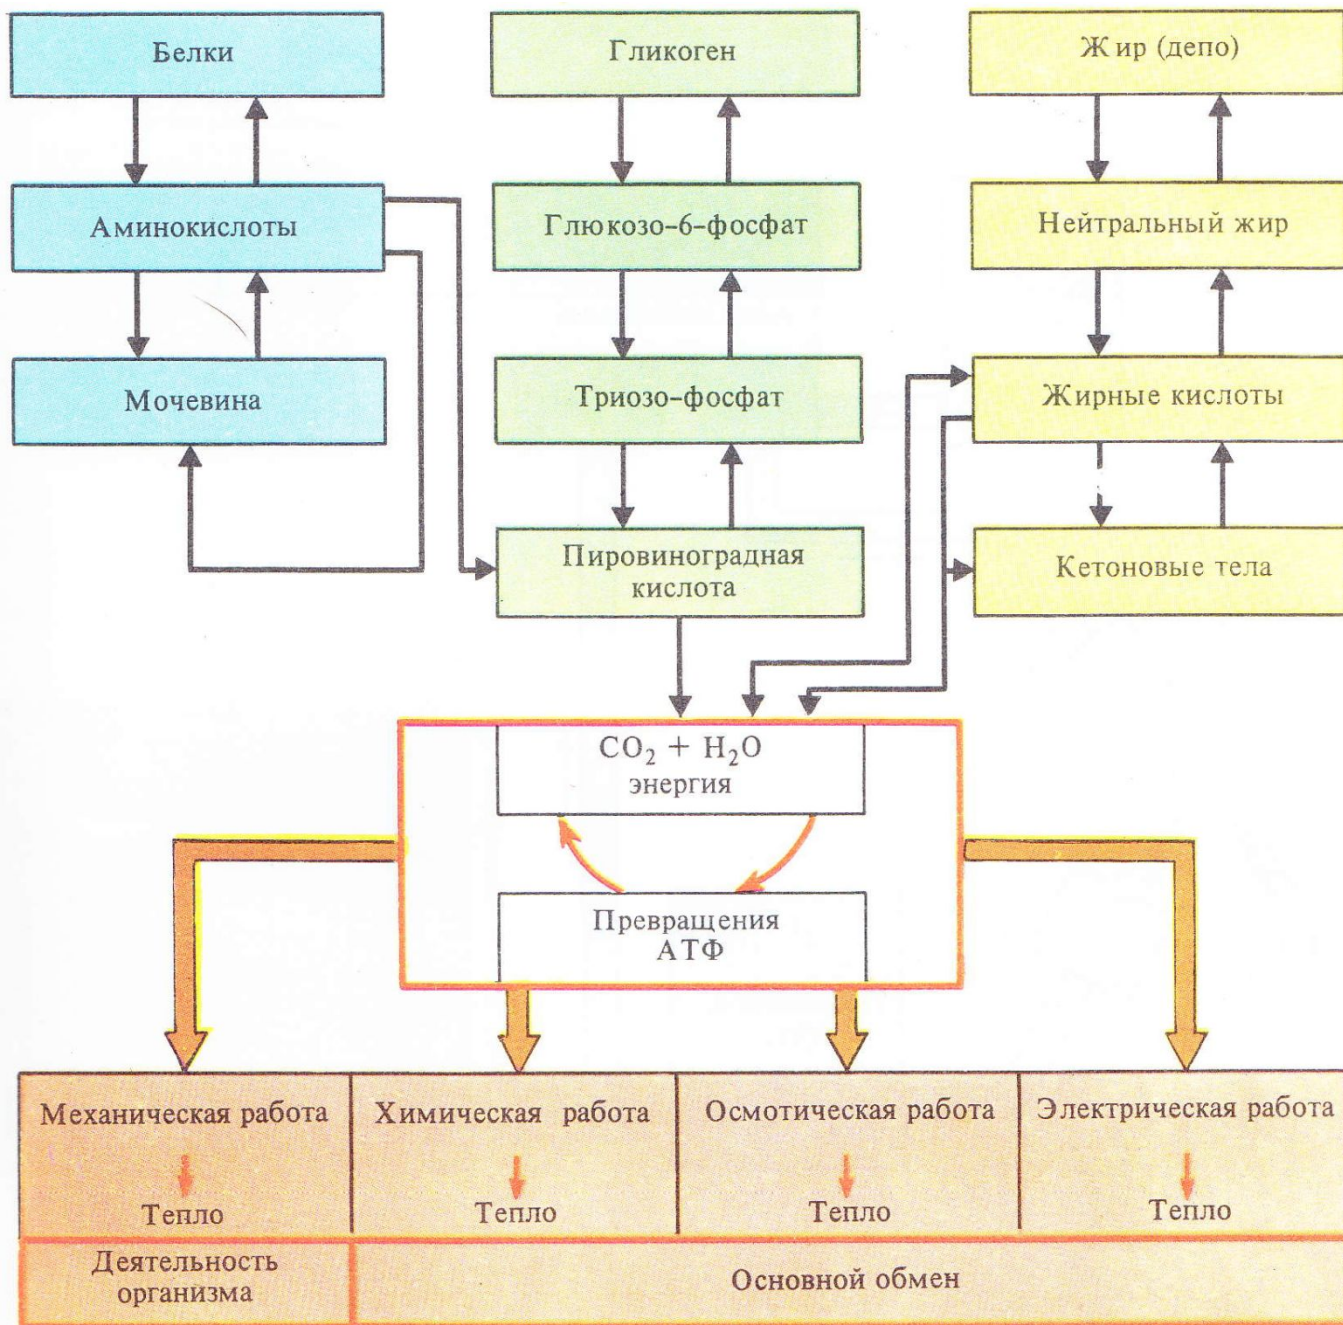 Белки
Гликоген
Жир (депо)
Аминокислоты
Глюкозо-6-фосфат
Нейтральный жир
Мочевина
Триозо-фосфат
Жирные кислоты
Пировиноградная
кислота
Кетоновые тела
CO₂ + H₂O
энергия
Превращения
АТФ
Механическая работа
Химическая работа
Осмотическая работа
Электрическая работа
Тепло
Тепло
Тепло
Тепло
Деятельность
организма
Основной обмен